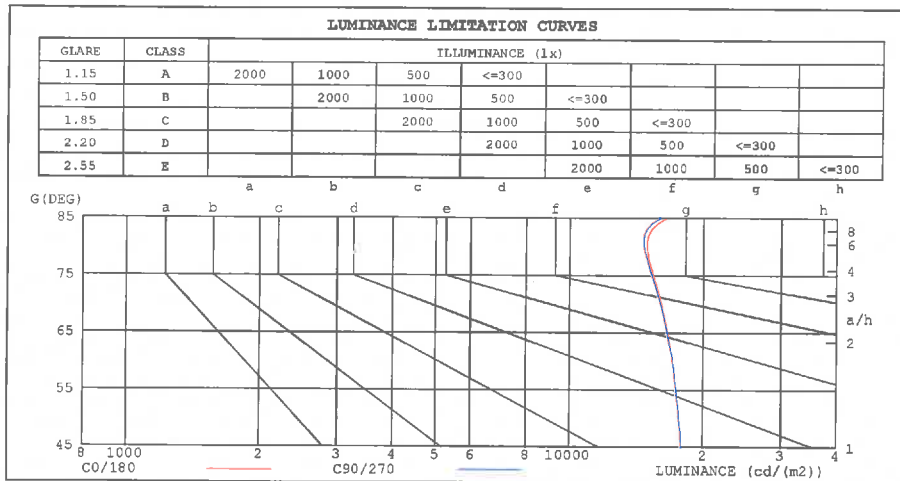 LUMINANCE LIMITATION CURVES
GLARE CLASS ILLUMINANCE (lx)
1.15 A 2000 1000 500 <=300
1.50 B 2000 1000 500 <=300
1.85 C 2000 1000 500 <=300
2.20 D 2000 1000 500 <=300
2.55 E 2000 1000 500 <=300
a b c d e f g h
G(DEG)
85 a b c d e f g h
8
6
75 4
3
a/h
65 2
55
45 1
8 1000 2 3 4 5 6 8 10000 2 3 4
C0/180 C90/270 LUMINANCE (cd/(m2))